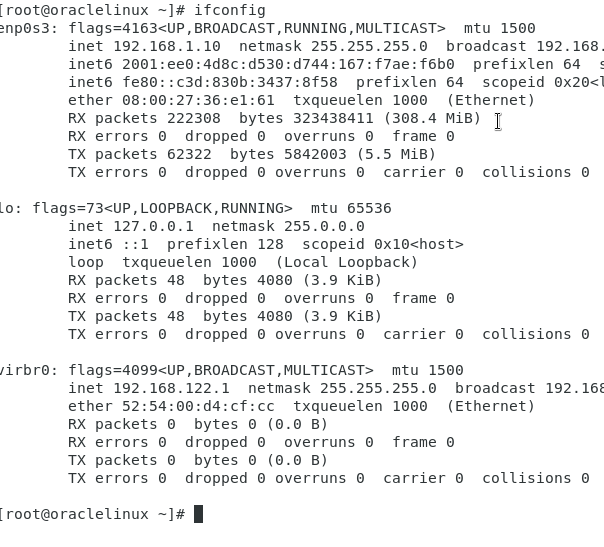 [root@oraclelinux ~]# ifconfig
enp0s3: flags=4163<UP,BROADCAST,RUNNING,MULTICAST>  mtu 1500
        inet 192.168.1.10  netmask 255.255.255.0  broadcast 192.168.
        inet6 2001:ee0:4d8c:d530:d744:167:f7ae:f6b0  prefixlen 64  s
        inet6 fe80::c3d:830b:3437:8f58  prefixlen 64  scopeid 0x20<l
        ether 08:00:27:36:e1:61  txqueuelen 1000  (Ethernet)
        RX packets 222308  bytes 323438411 (308.4 MiB)
        RX errors 0  dropped 0  overruns 0  frame 0
        TX packets 62322  bytes 5842003 (5.5 MiB)
        TX errors 0  dropped 0 overruns 0  carrier 0  collisions 0
lo: flags=73<UP,LOOPBACK,RUNNING>  mtu 65536
        inet 127.0.0.1  netmask 255.0.0.0
        inet6 ::1  prefixlen 128  scopeid 0x10<host>
        loop  txqueuelen 1000  (Local Loopback)
        RX packets 48  bytes 4080 (3.9 KiB)
        RX errors 0  dropped 0  overruns 0  frame 0
        TX packets 48  bytes 4080 (3.9 KiB)
        TX errors 0  dropped 0 overruns 0  carrier 0  collisions 0
virbr0: flags=4099<UP,BROADCAST,MULTICAST>  mtu 1500
        inet 192.168.122.1  netmask 255.255.255.0  broadcast 192.168
        ether 52:54:00:d4:cf:cc  txqueuelen 1000  (Ethernet)
        RX packets 0  bytes 0 (0.0 B)
        RX errors 0  dropped 0  overruns 0  frame 0
        TX packets 0  bytes 0 (0.0 B)
        TX errors 0  dropped 0 overruns 0  carrier 0  collisions 0
[root@oraclelinux ~]#